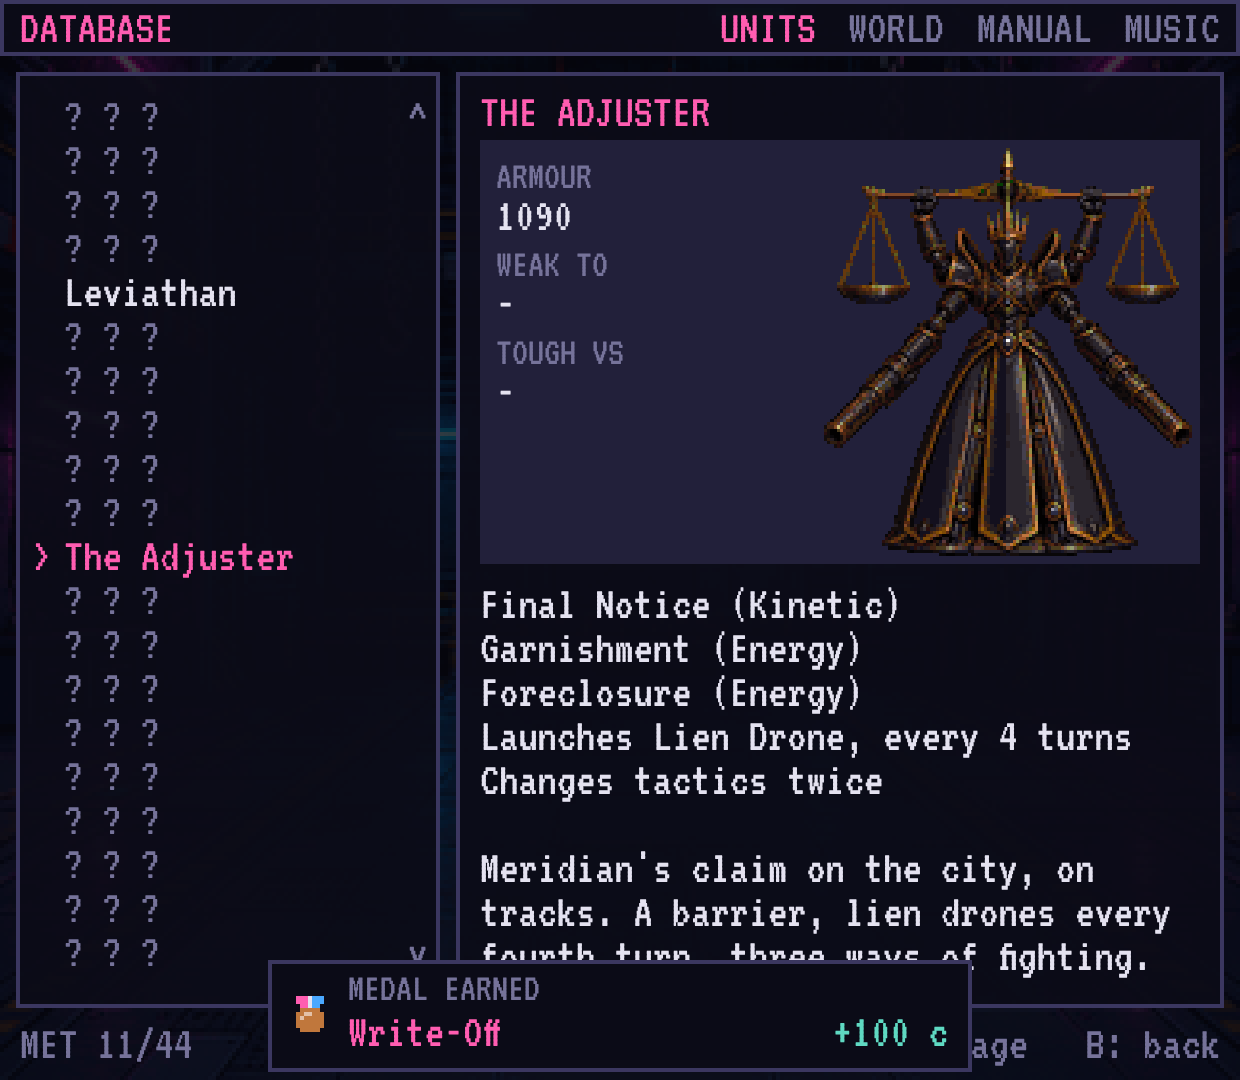 DATABASE
UNITS WORLD MANUAL MUSIC
? ? ?
? ? ?
? ? ?
? ? ?
Leviathan
? ? ?
? ? ?
? ? ?
? ? ?
? ? ?
> The Adjuster
? ? ?
? ? ?
? ? ?
? ? ?
? ? ?
? ? ?
? ? ?
? ? ?
? ? ?
THE ADJUSTER
ARMOUR
1090
WEAK TO
-
TOUGH VS
-
Final Notice (Kinetic)
Garnishment (Energy)
Foreclosure (Energy)
Launches Lien Drone, every 4 turns
Changes tactics twice
Meridian's claim on the city, on
tracks. A barrier, lien drones every
fourth turn, three ways of fighting.
MEDAL EARNED
Write-Off +100 c
MET 11/44
B: back